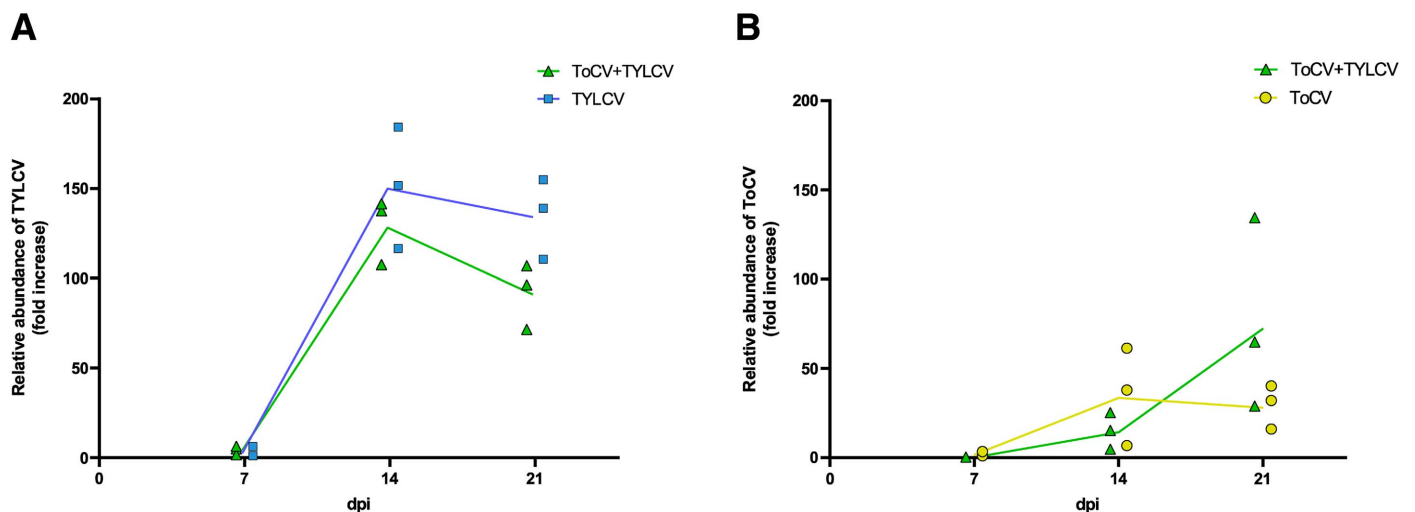 A
ToCV+TYLCV
TYLCV
Relative abundance of TYLCV
(fold increase)
200
150
100
50
0
0 7 14 21
dpi
B
ToCV+TYLCV
ToCV
Relative abundance of ToCV
(fold increase)
200
150
100
50
0
0 7 14 21
dpi